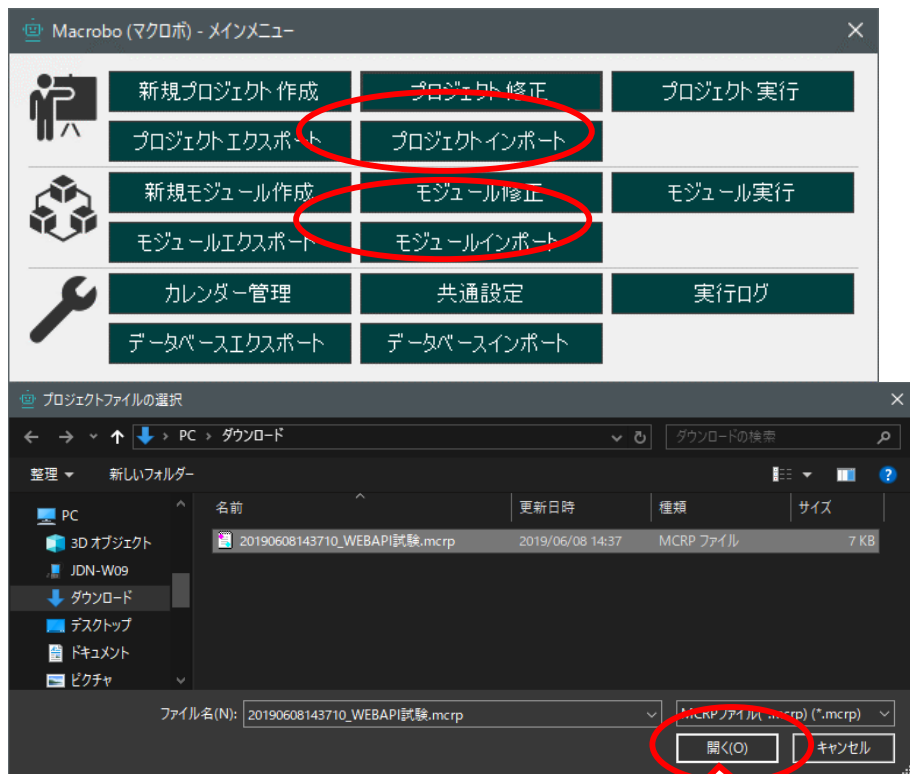 Macrobo (マクロボ) - メインメニュー
新規プロジェクト作成 プロジェクト修正 プロジェクト実行
プロジェクトエクスポート プロジェクトインポート
新規モジュール作成 モジュール修正 モジュール実行
モジュールエクスポート モジュールインポート
カレンダー管理 共通設定 実行ログ
データベースエクスポート データベースインポート
プロジェクトファイルの選択
PC › ダウンロード ダウンロードの検索
整理 新しいフォルダー
名前 更新日時 種類 サイズ
PC
20190608143710_WEBAPI試験.mcrp 2019/06/08 14:37 MCRP ファイル 7 KB
3D オブジェクト
JDN-W09
ダウンロード
デスクトップ
ドキュメント
ピクチャ
ファイル名(N): 20190608143710_WEBAPI試験.mcrp MCRPファイル(*.mcrp) (*.mcrp)
開く(O) キャンセル